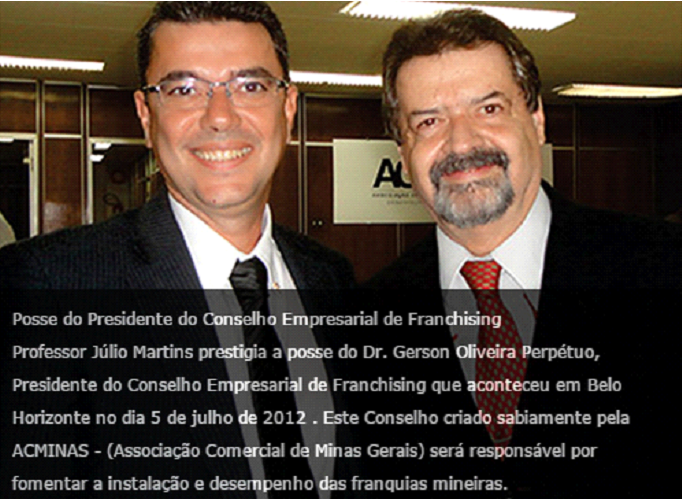 AC
Posse do Presidente do Conselho Empresarial de Franchising
Professor Júlio Martins prestigia a posse do Dr. Gerson Oliveira Perpétuo,
Presidente do Conselho Empresarial de Franchising que aconteceu em Belo
Horizonte no dia 5 de julho de 2012 . Este Conselho criado sabiamente pela
ACMINAS - (Associação Comercial de Minas Gerais) será responsável por
fomentar a instalação e desempenho das franquias mineiras.